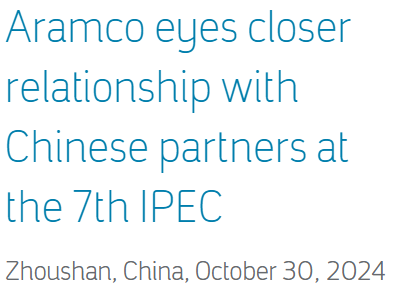 Aramco eyes closer
relationship with
Chinese partners at
the 7th IPEC
Zhoushan, China, October 30, 2024